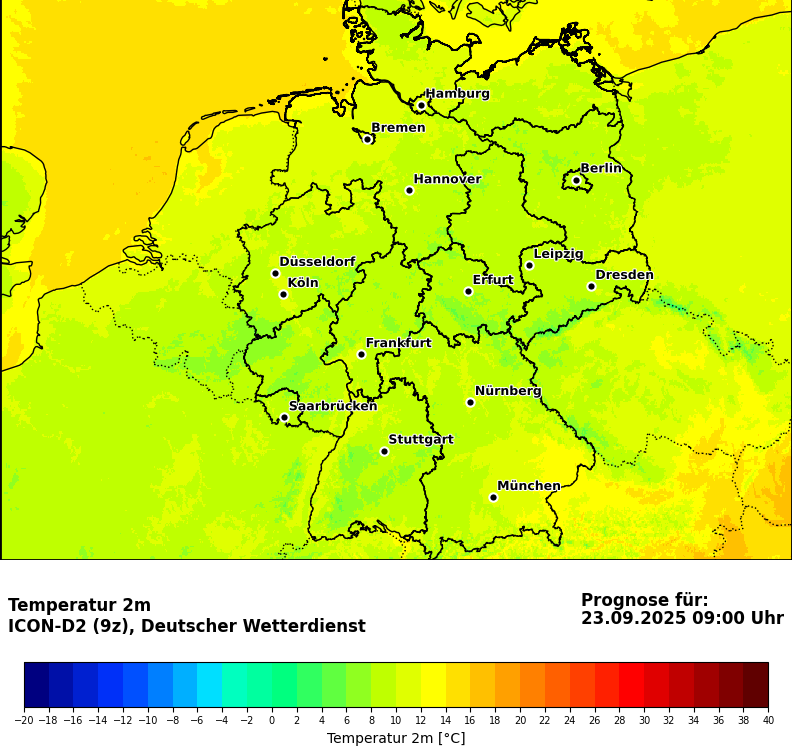 Hamburg
Bremen
Berlin
Hannover
Leipzig
Düsseldorf
Dresden
Köln
Erfurt
Frankfurt
Nürnberg
Saarbrücken
Stuttgart
München
Temperatur 2m
ICON-D2 (9z), Deutscher Wetterdienst
Prognose für:
23.09.2025 09:00 Uhr
−20 −18 −16 −14 −12 −10 −8 −6 −4 −2 0 2 4 6 8 10 12 14 16 18 20 22 24 26 28 30 32 34 36 38 40
Temperatur 2m [°C]